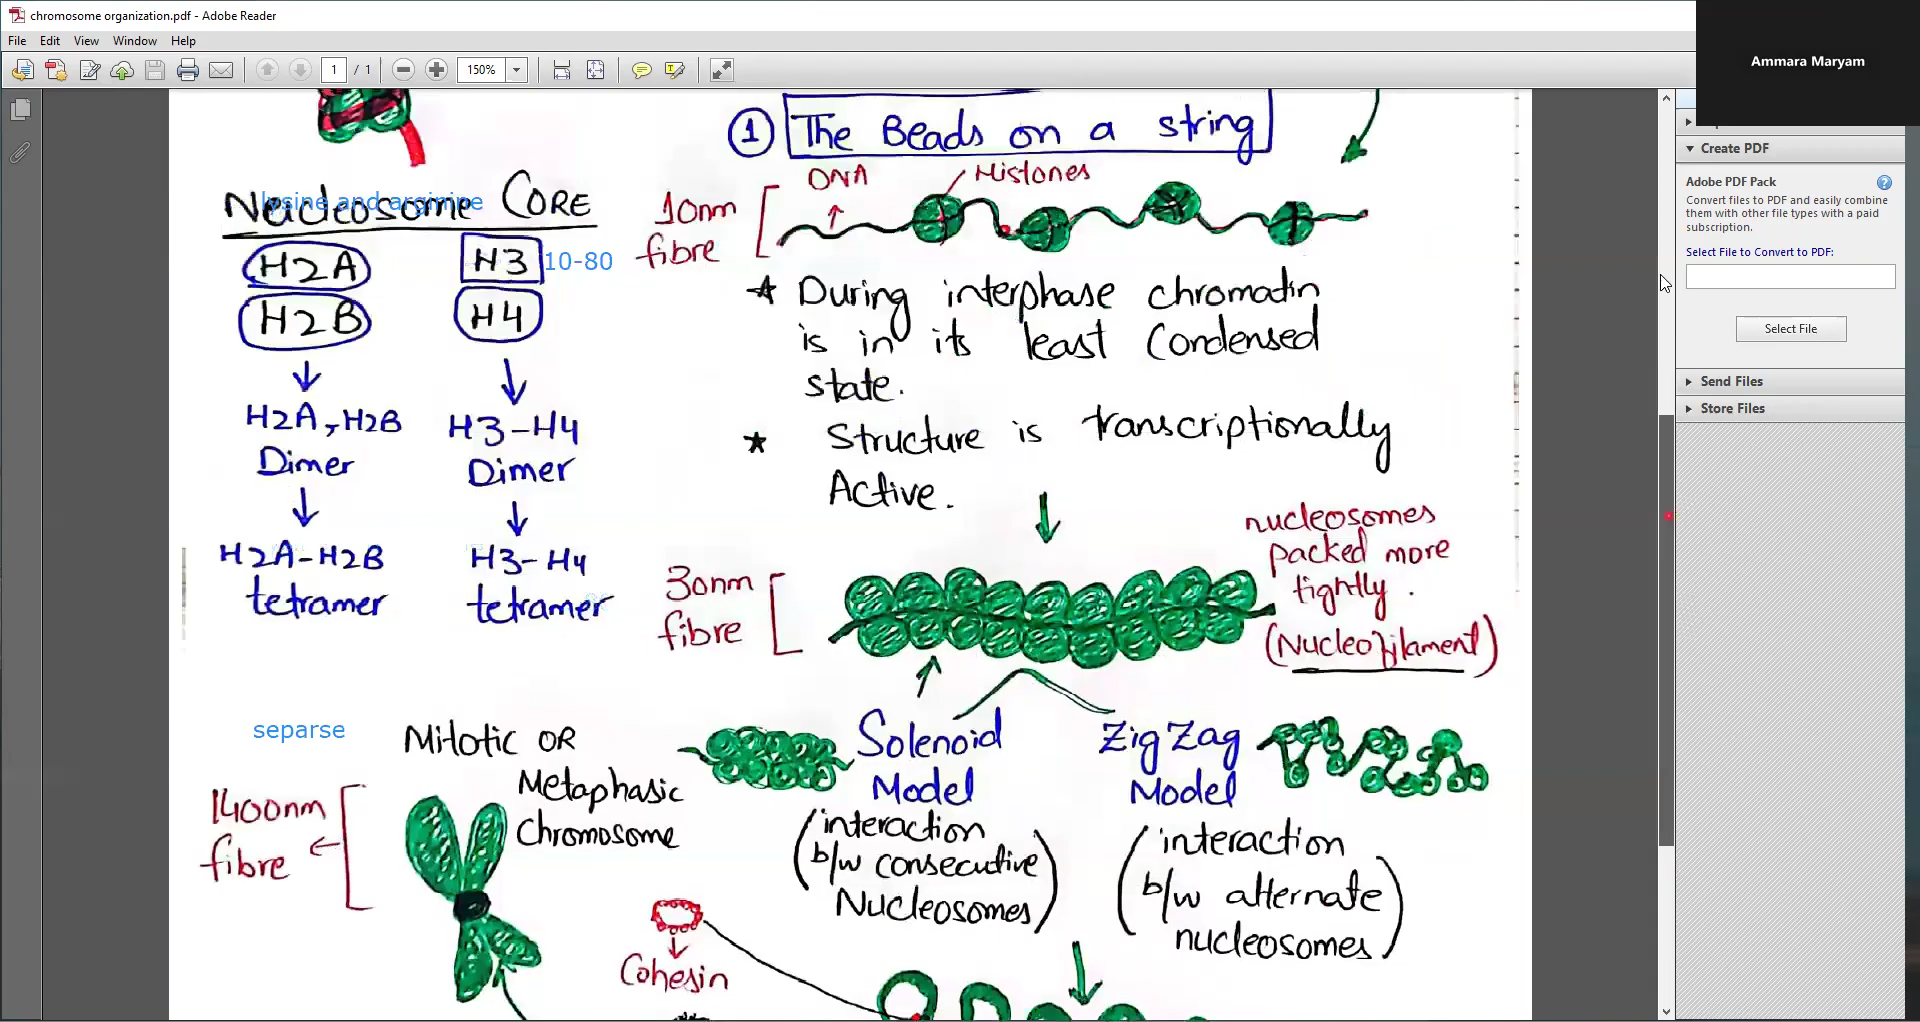 chromosome organization.pdf - Adobe Reader
File Edit View Window Help
1 / 1 150%
Ammara Maryam
① The Beads on a string
DNA
Histones
10nm
fibre
lysine and arginine
Nucleosome CORE
H2A
H3 10-80
H2B
H4
H2A, H2B
Dimer
H3-H4
Dimer
H2A-H2B
tetramer
H3-H4
tetramer
* During interphase chromatin
is in its least Condensed
state.
* Structure is transcriptionally
Active.
30nm
fibre
nucleosomes
packed more
tightly.
(Nucleofilament)
separse
Mitotic OR
Metaphasic
Chromosome
1400nm
fibre
Solenoid
Model
(interaction
b/w consecutive
Nucleosomes)
ZigZag
Model
(interaction
b/w alternate
nucleosomes)
Cohesin
Create PDF
Adobe PDF Pack
Convert files to PDF and easily combine
them with other file types with a paid
subscription.
Select File to Convert to PDF:
Select File
Send Files
Store Files